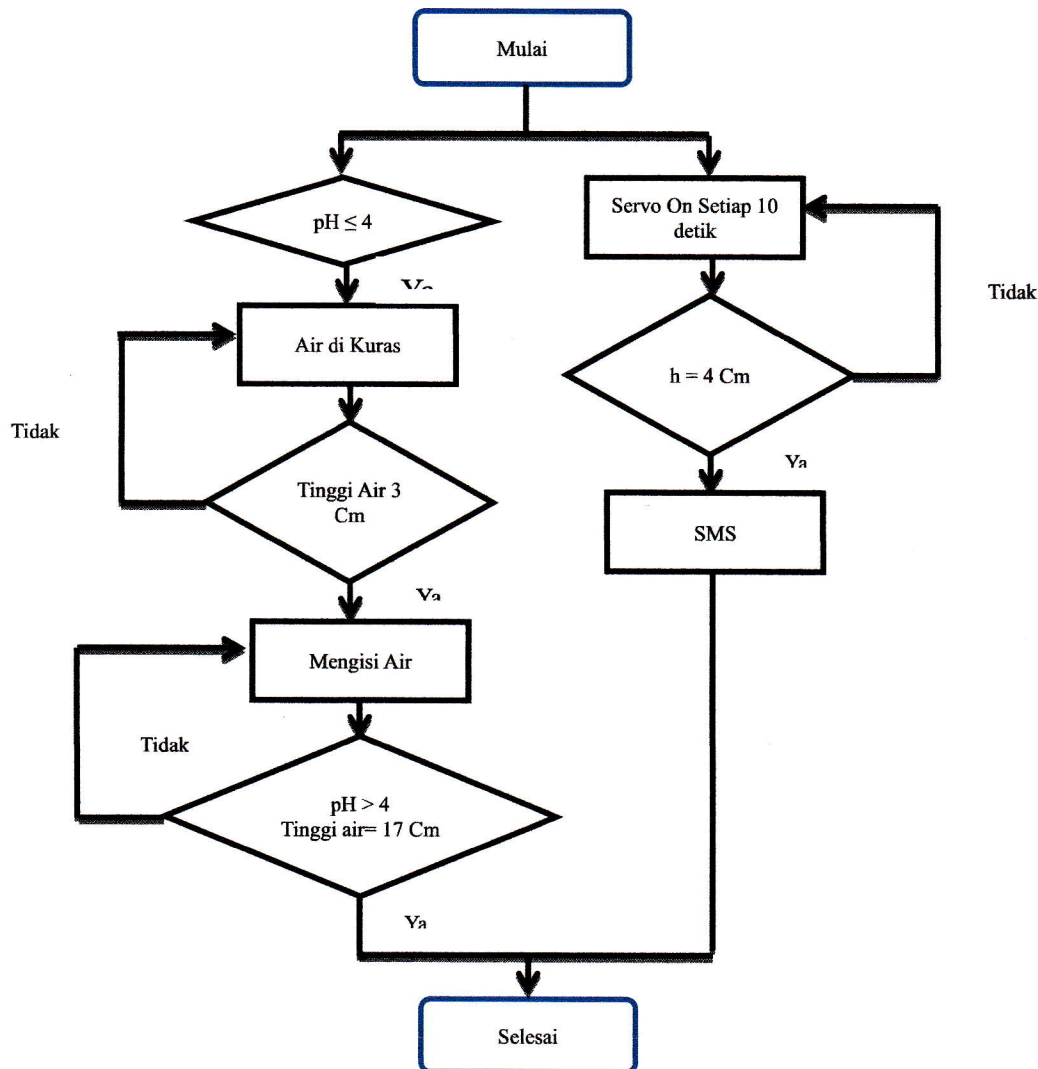 Mulai
pH ≤ 4
Servo On Setiap 10
detik
Tidak
Air di Kuras
h = 4 Cm
Tidak
Ya
Tinggi Air 3
Cm
SMS
Ya
Mengisi Air
Tidak
pH > 4
Tinggi air= 17 Cm
Ya
Selesai